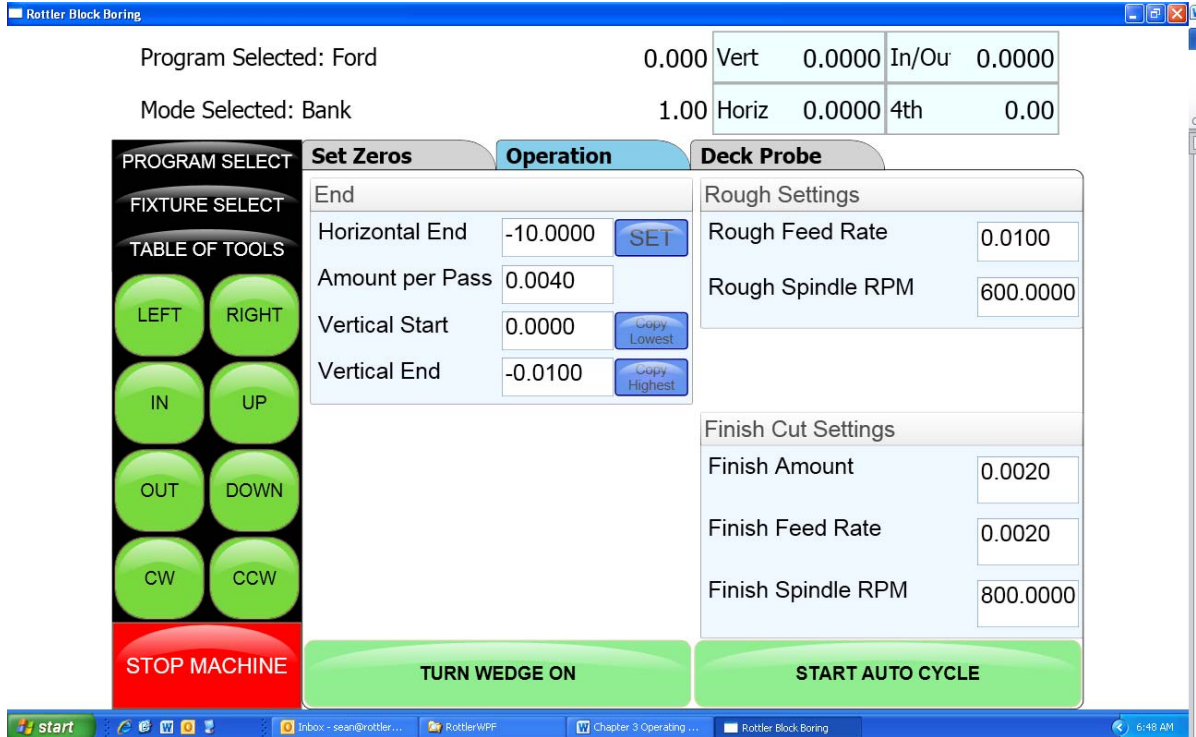 Rottler Block Boring
Program Selected: Ford 0.000 Vert 0.0000 In/Ou 0.0000
Mode Selected: Bank 1.00 Horiz 0.0000 4th 0.00
PROGRAM SELECT
FIXTURE SELECT
TABLE OF TOOLS
LEFT RIGHT
IN UP
OUT DOWN
CW CCW
STOP MACHINE
Set Zeros Operation Deck Probe
End
Horizontal End -10.0000 SET
Amount per Pass 0.0040
Vertical Start 0.0000 Copy Lowest
Vertical End -0.0100 Copy Highest
Rough Settings
Rough Feed Rate 0.0100
Rough Spindle RPM 600.0000
Finish Cut Settings
Finish Amount 0.0020
Finish Feed Rate 0.0020
Finish Spindle RPM 800.0000
TURN WEDGE ON START AUTO CYCLE
start Inbox - sean@rottler... RottlerWPF Chapter 3 Operating ... Rottler Block Boring 6:48 AM